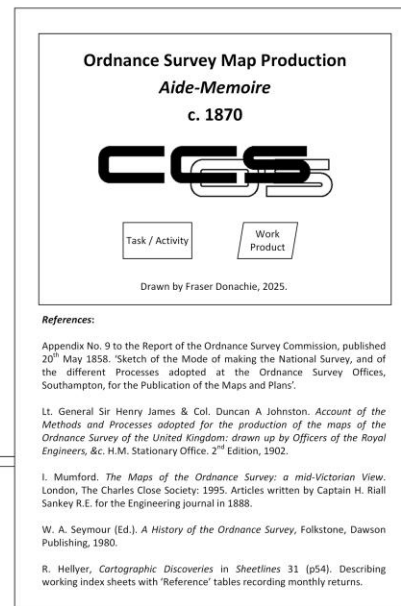 Ordnance Survey Map Production
Aide-Memoire
c. 1870
CCS
OS
Task / Activity
Work
Product
Drawn by Fraser Donachie, 2025.
References:
Appendix No. 9 to the Report of the Ordnance Survey Commission, published
20th May 1858. 'Sketch of the Mode of making the National Survey, and of
the different Processes adopted at the Ordnance Survey Offices,
Southampton, for the Publication of the Maps and Plans'.
Lt. General Sir Henry James & Col. Duncan A Johnston. Account of the
Methods and Processes adopted for the production of the maps of the
Ordnance Survey of the United Kingdom: drawn up by Officers of the Royal
Engineers, &c. H.M. Stationary Office. 2nd Edition, 1902.
I. Mumford. The Maps of the Ordnance Survey: a mid-Victorian View.
London, The Charles Close Society: 1995. Articles written by Captain H. Riall
Sankey R.E. for the Engineering journal in 1888.
W. A. Seymour (Ed.). A History of the Ordnance Survey, Folkstone, Dawson
Publishing, 1980.
R. Hellyer, Cartographic Discoveries in Sheetlines 31 (p54). Describing
working index sheets with 'Reference' tables recording monthly returns.